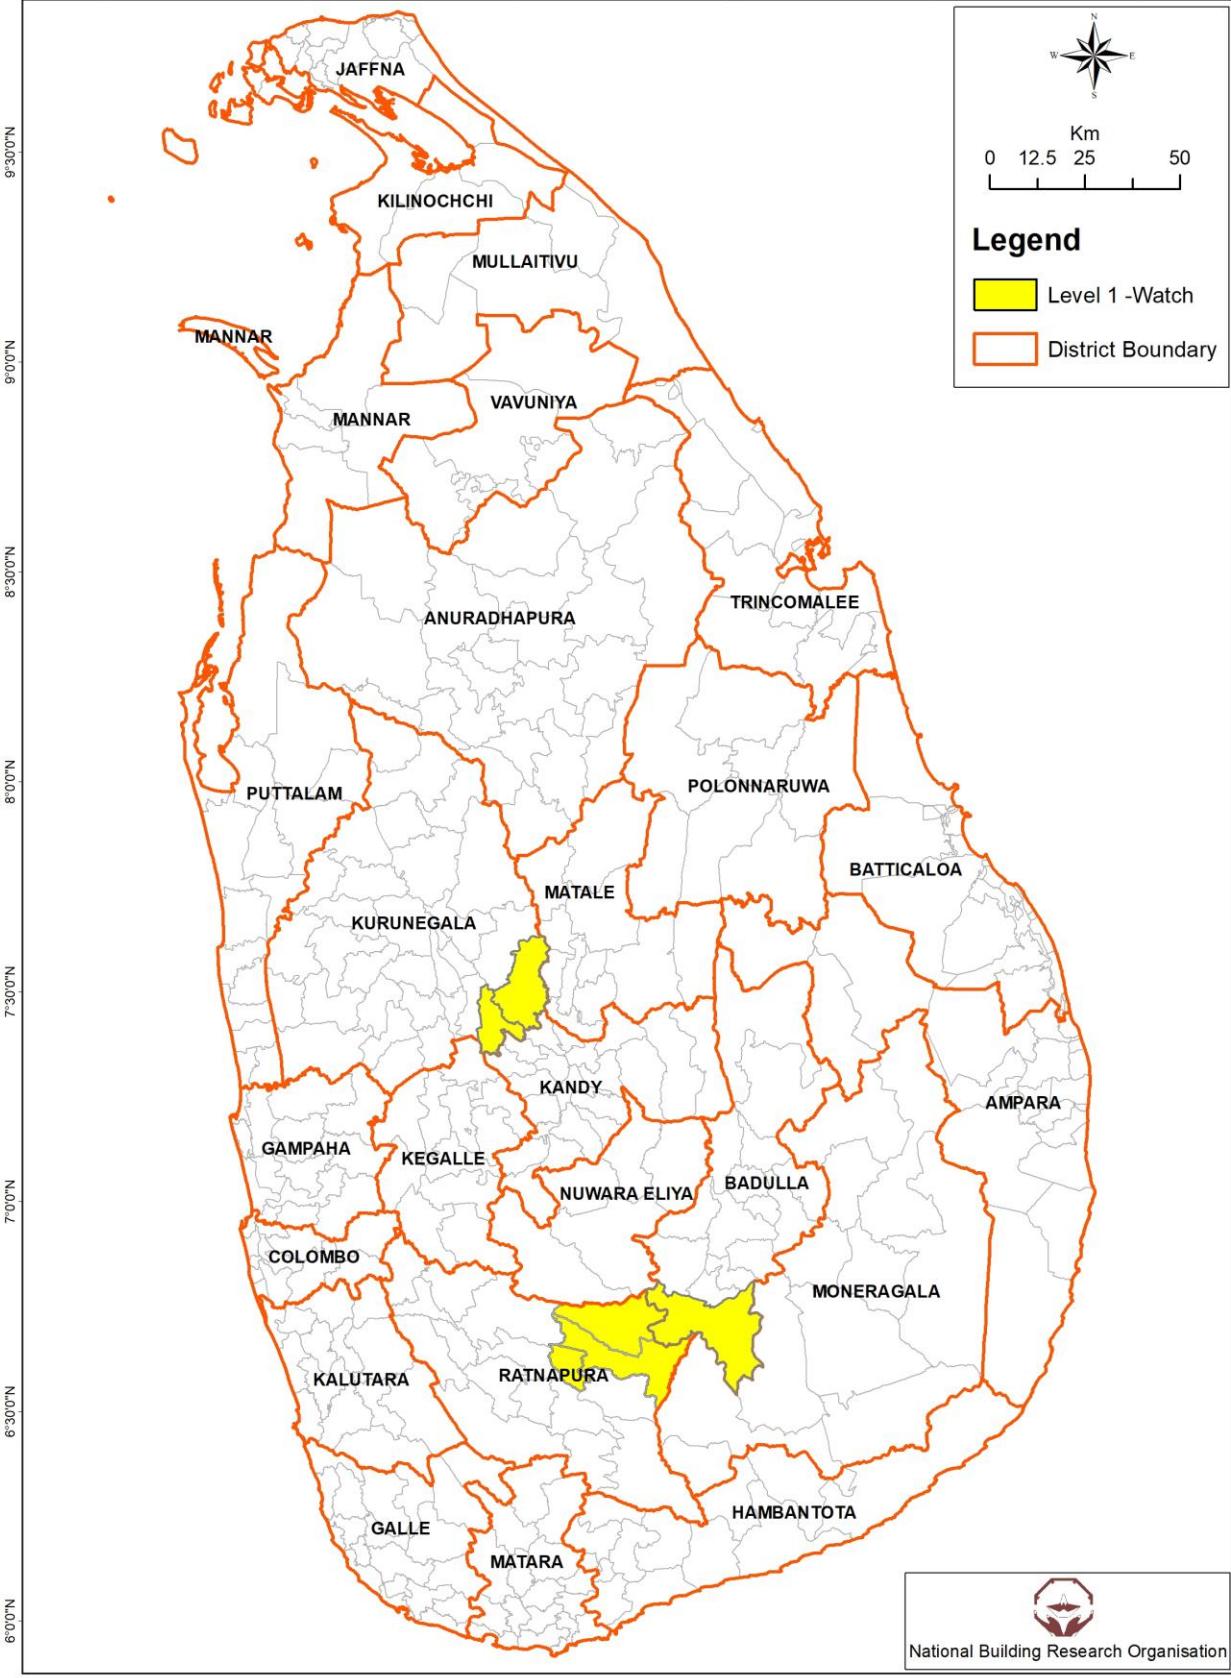 N
W E
S
Km
0 12.5 25 50
Legend
Level 1 -Watch
District Boundary
JAFFNA
9°30'0"N
KILINOCHCHI
MULLAITIVU
MANNAR
9°0'0"N
VAVUNIYA
MANNAR
8°30'0"N
TRINCOMALEE
ANURADHAPURA
8°0'0"N
POLONNARUWA
PUTTALAM
BATTICALOA
MATALE
KURUNEGALA
7°30'0"N
KANDY
AMPARA
GAMPAHA
KEGALLE
BADULLA
NUWARA ELIYA
7°0'0"N
COLOMBO
MONERAGALA
RATNAPURA
KALUTARA
6°30'0"N
HAMBANTOTA
GALLE
MATARA
6°0'0"N
National Building Research Organisation